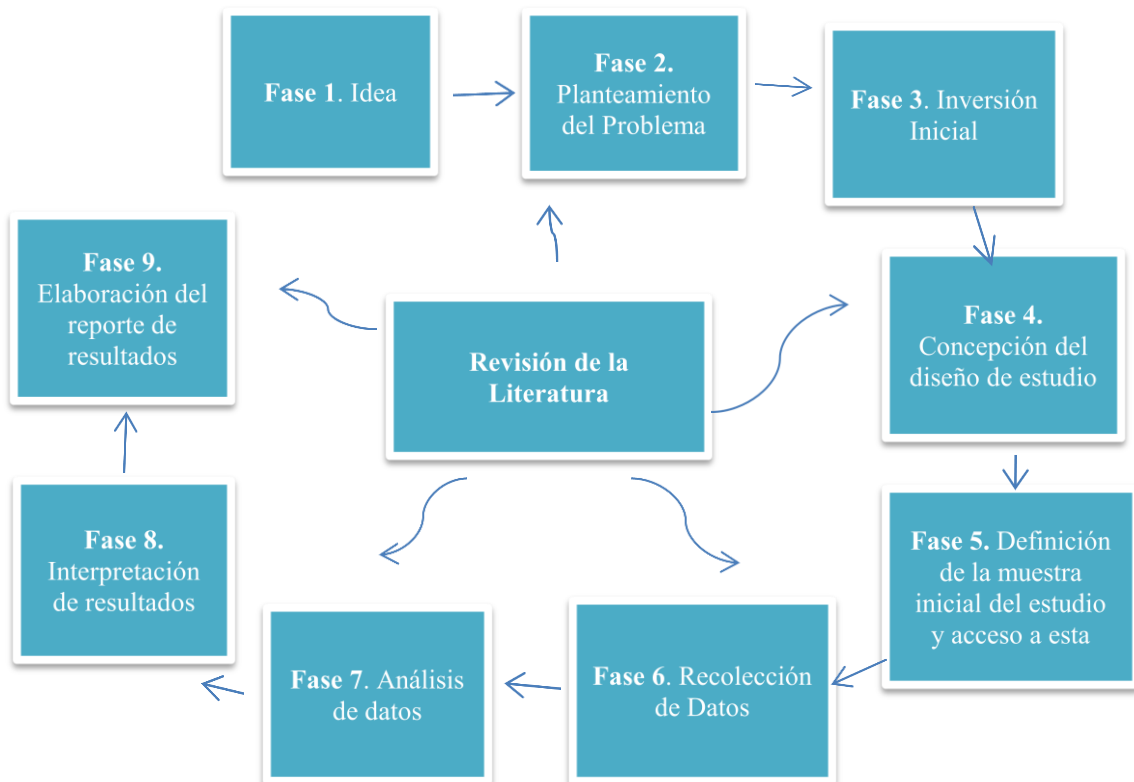 Fase 1. Idea
Fase 2.
Planteamiento
del Problema
Fase 3. Inversión
Inicial
Fase 4.
Concepción del
diseño de estudio
Fase 5. Definición
de la muestra
inicial del estudio
y acceso a esta
Fase 6. Recolección
de Datos
Fase 7. Análisis
de datos
Fase 8.
Interpretación
de resultados
Fase 9.
Elaboración del
reporte de
resultados
Revisión de la
Literatura